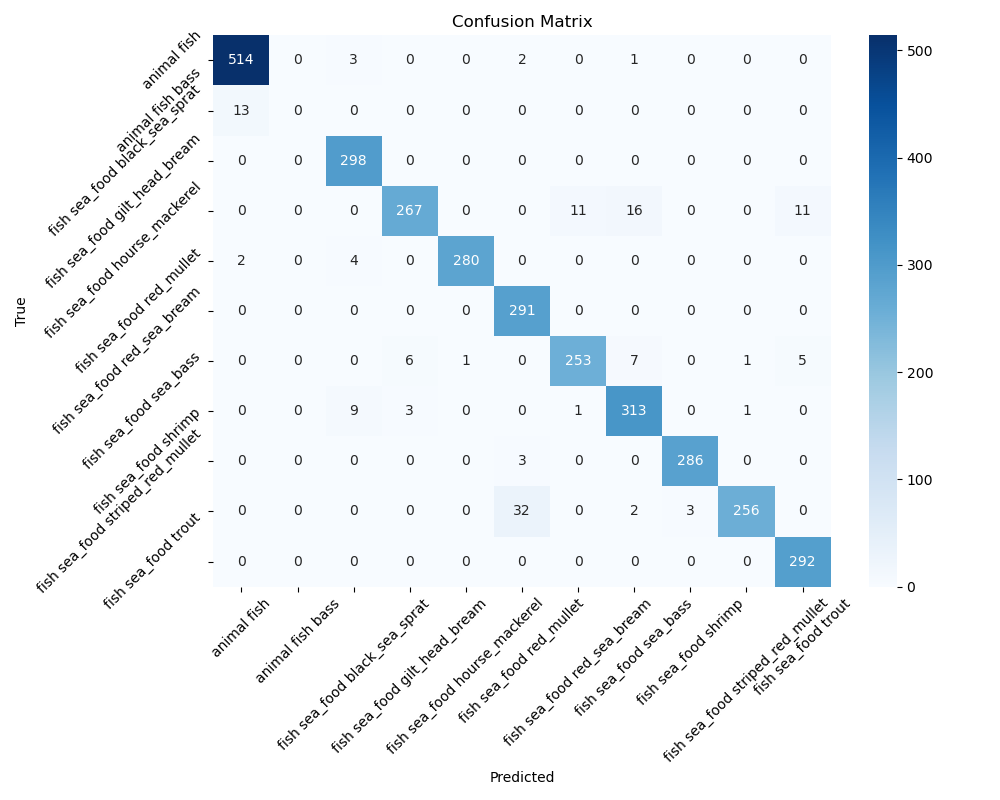 Confusion Matrix
True
animal fish 514 0 3 0 0 2 0 1 0 0 0
animal fish bass 13 0 0 0 0 0 0 0 0 0 0
fish sea_food black_sea_sprat 0 0 298 0 0 0 0 0 0 0 0
fish sea_food gilt_head_bream 0 0 0 267 0 0 11 16 0 0 11
fish sea_food hourse_mackerel 2 0 4 0 280 0 0 0 0 0 0
fish sea_food red_mullet 0 0 0 0 0 291 0 0 0 0 0
fish sea_food red_sea_bream 0 0 0 6 1 0 253 7 0 1 5
fish sea_food sea_bass 0 0 9 3 0 0 1 313 0 1 0
fish sea_food shrimp 0 0 0 0 0 3 0 0 286 0 0
fish sea_food striped_red_mullet 0 0 0 0 0 32 0 2 3 256 0
fish sea_food trout 0 0 0 0 0 0 0 0 0 0 292
animal fish
animal fish bass
fish sea_food black_sea_sprat
fish sea_food gilt_head_bream
fish sea_food hourse_mackerel
fish sea_food red_mullet
fish sea_food red_sea_bream
fish sea_food sea_bass
fish sea_food shrimp
fish sea_food striped_red_mullet
fish sea_food trout
Predicted
500
400
300
200
100
0